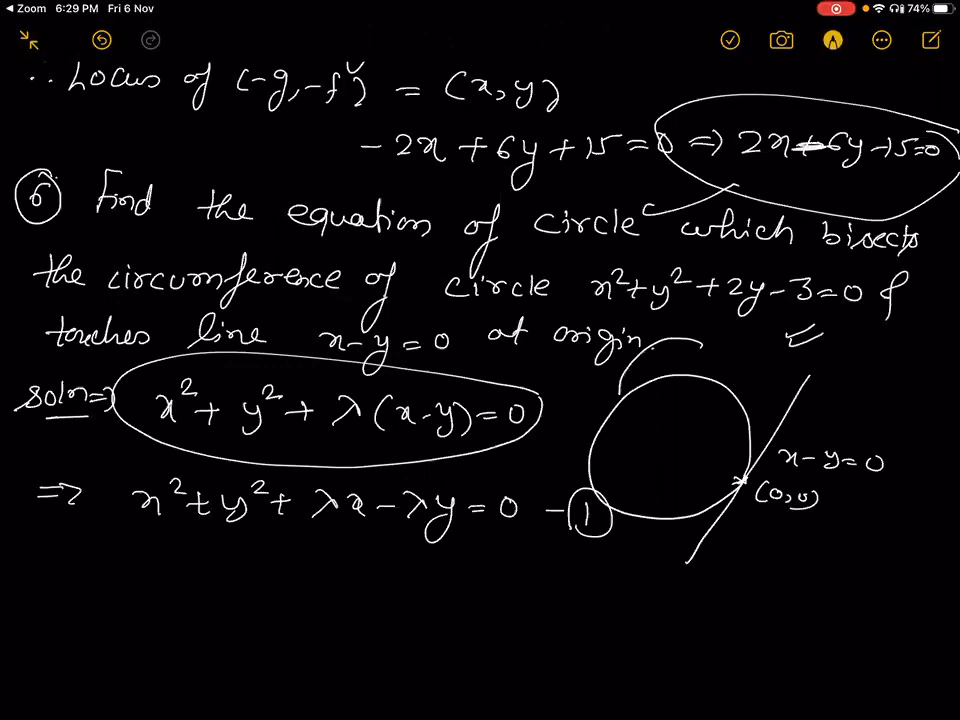 Zoom 6:29 PM Fri 6 Nov 74%
∴ Locus of (-g, -f) = (x, y)
- 2x + 6y + 15 = 0 => 2x - 6y - 15 = 0
6 Find the equation of circle which bisects
the circumference of circle x² + y² + 2y - 3 = 0 &
touches line x - y = 0 at origin.
Soln => x² + y² + λ(x - y) = 0
x - y = 0
(0,0)
=> x² + y² + λx - λy = 0 - 1